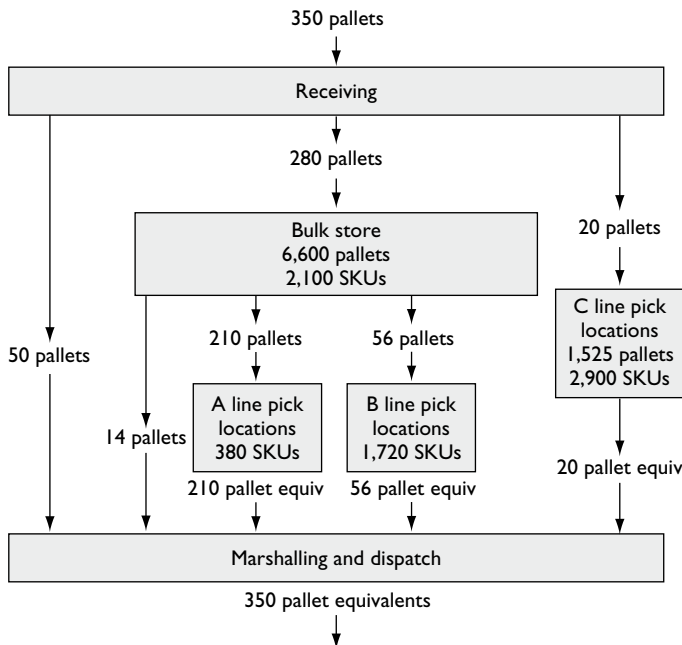 350 pallets
Receiving
280 pallets
Bulk store
6,600 pallets
2,100 SKUs
20 pallets
50 pallets
210 pallets
56 pallets
C line pick
locations
1,525 pallets
2,900 SKUs
14 pallets
A line pick
locations
380 SKUs
B line pick
locations
1,720 SKUs
210 pallet equiv
56 pallet equiv
20 pallet equiv
Marshalling and dispatch
350 pallet equivalents